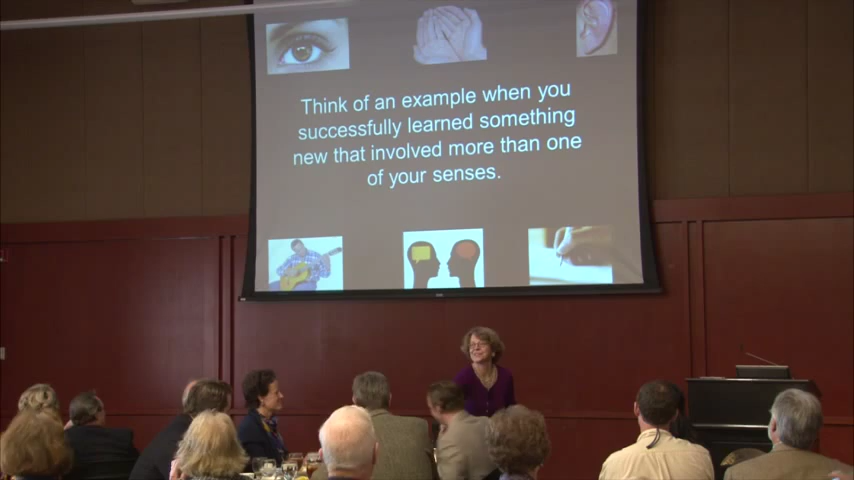 Think of an example when you
successfully learned something
new that involved more than one
of your senses.